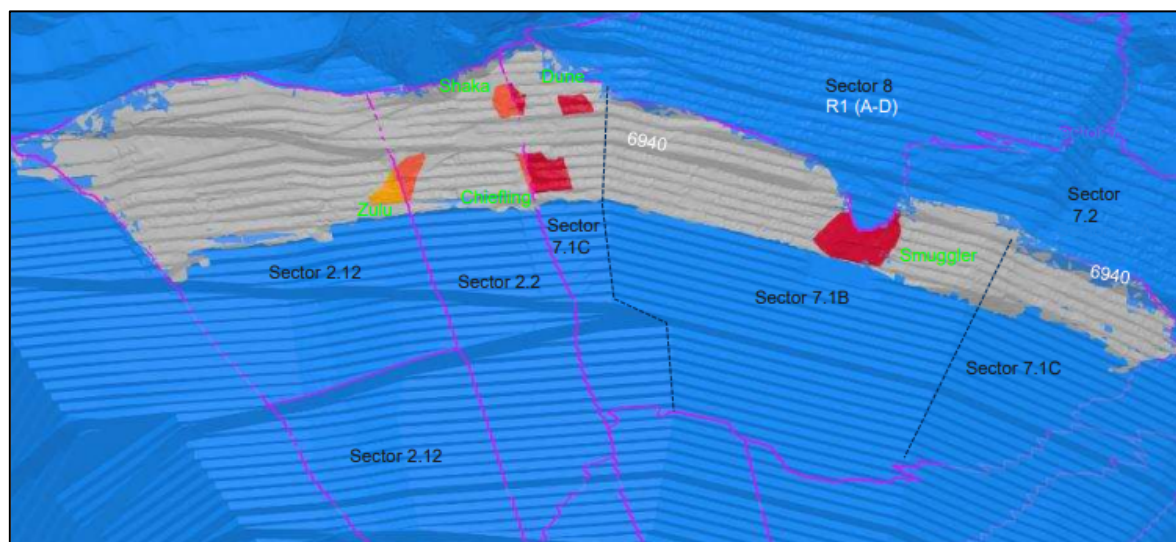 Shaka
Dune
Sector 8
R1 (A-D)
6940
Sector
7.2
Zulu
Chiefling
Sector
7.1C
Smuggler
Sector 2.12
Sector 2.2
6940
Sector 7.1B
Sector 7.1C
Sector 2.12